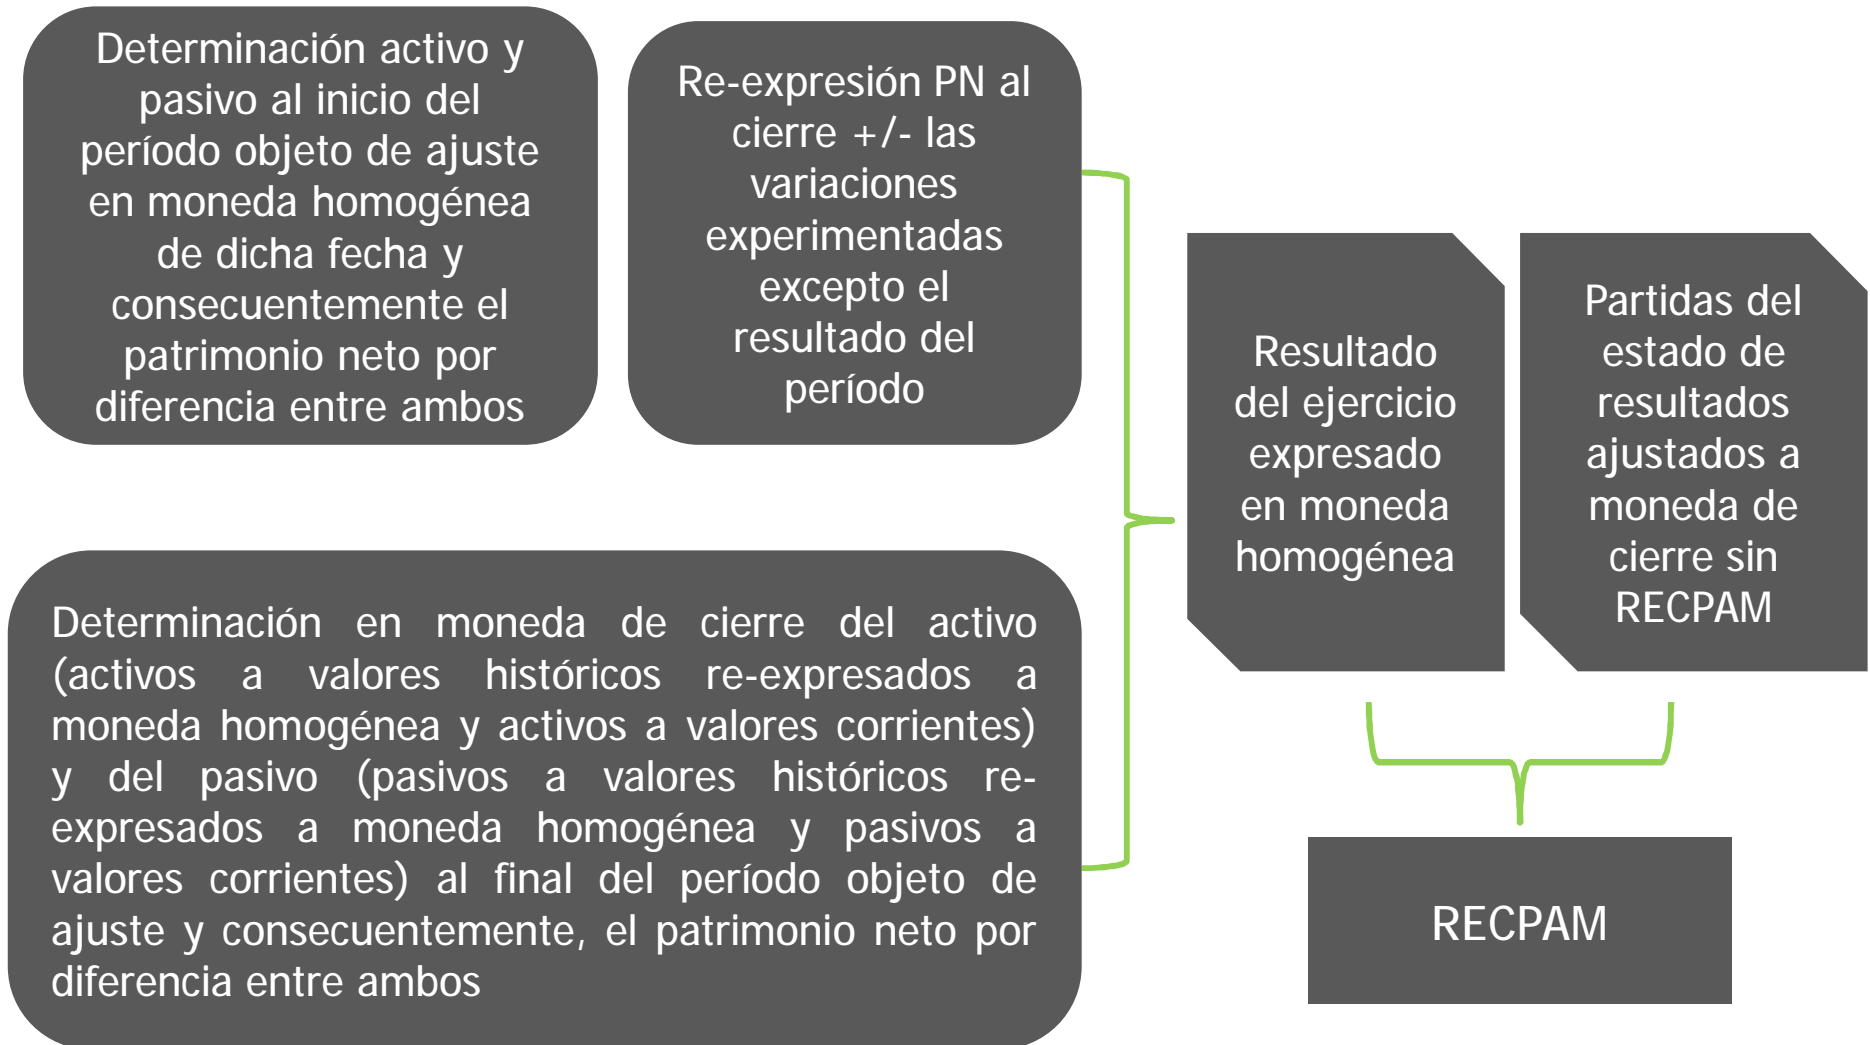 Determinación activo y
pasivo al inicio del
período objeto de ajuste
en moneda homogénea
de dicha fecha y
consecuentemente el
patrimonio neto por
diferencia entre ambos
Re-expresión PN al
cierre +/- las
variaciones
experimentadas
excepto el
resultado del
período
Determinación en moneda de cierre del activo
(activos a valores históricos re-expresados a
moneda homogénea y activos a valores corrientes)
y del pasivo (pasivos a valores históricos re-
expresados a moneda homogénea y pasivos a
valores corrientes) al final del período objeto de
ajuste y consecuentemente, el patrimonio neto por
diferencia entre ambos
Resultado
del ejercicio
expresado
en moneda
homogénea
Partidas del
estado de
resultados
ajustados a
moneda de
cierre sin
RECPAM
RECPAM